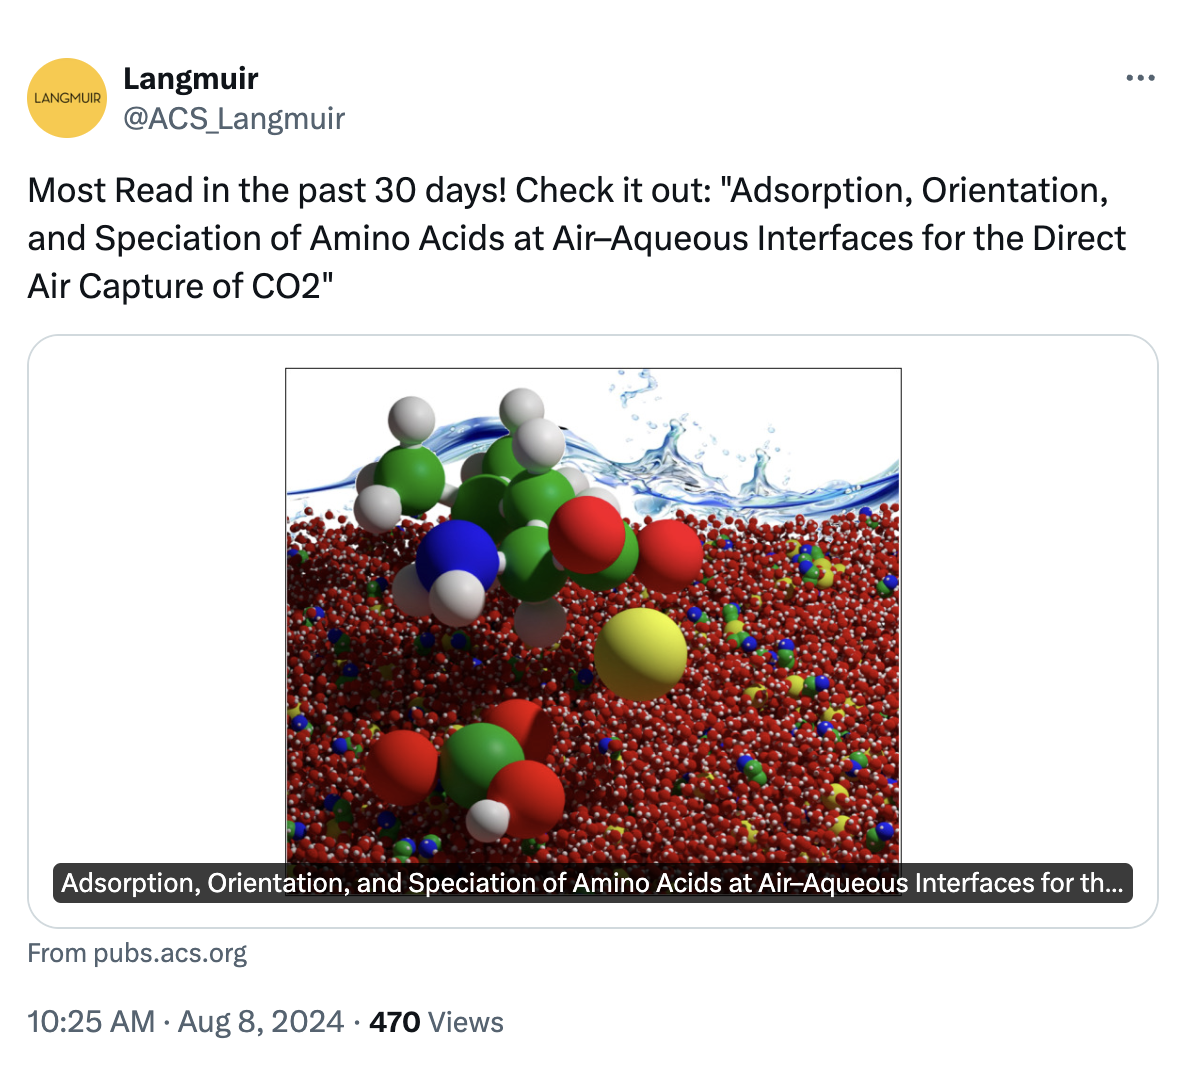 LANGMUIR
Langmuir
@ACS_Langmuir
Most Read in the past 30 days! Check it out: "Adsorption, Orientation,
and Speciation of Amino Acids at Air–Aqueous Interfaces for the Direct
Air Capture of CO2"
Adsorption, Orientation, and Speciation of Amino Acids at Air–Aqueous Interfaces for th...
From pubs.acs.org
10:25 AM · Aug 8, 2024 · 470 Views